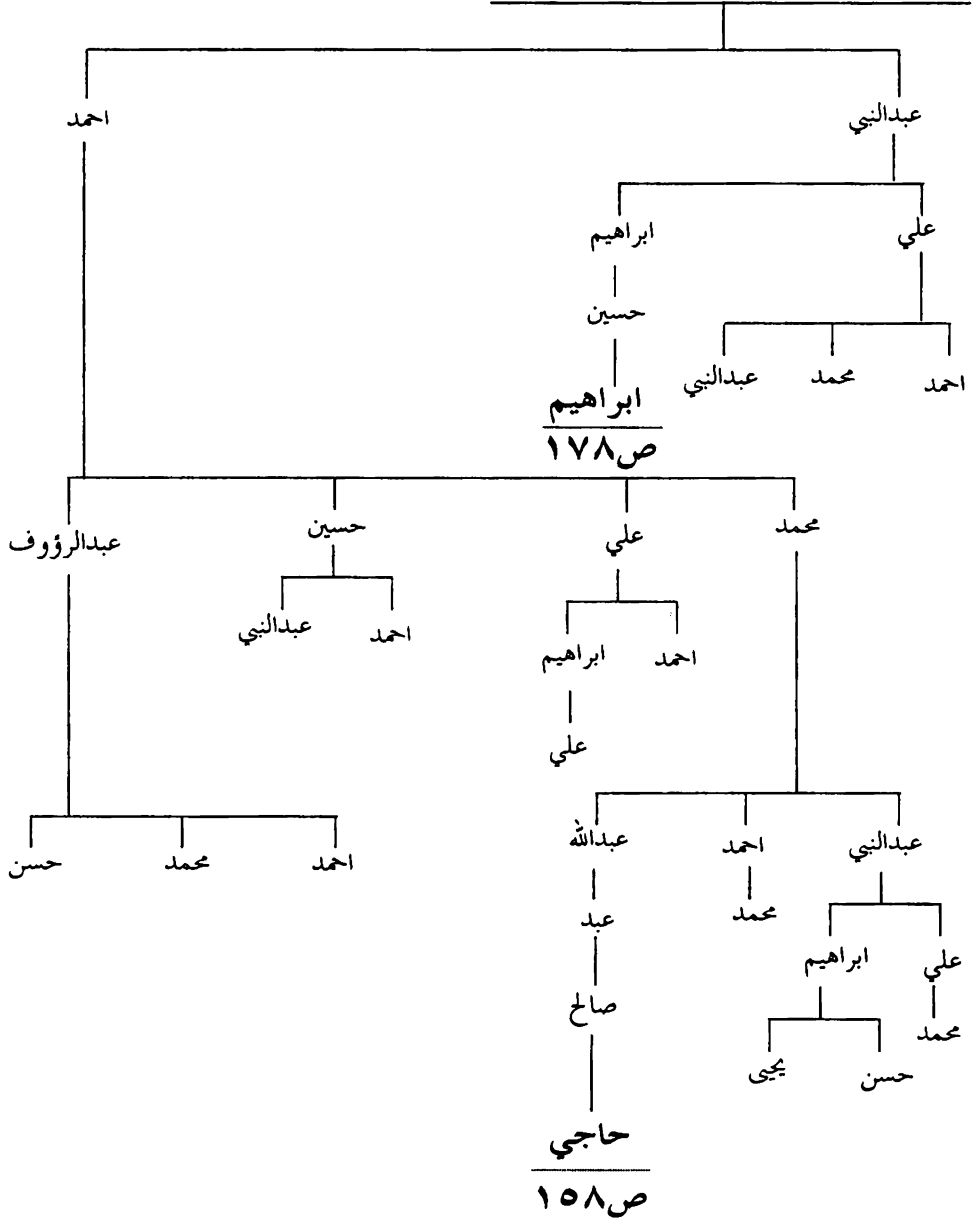 عبدالنبي
احمد
علي
ابراهيم
حسين
احمد
محمد
عبدالنبي
ابراهيم
ص١٧٨
محمد
علي
حسين
عبدالرؤوف
احمد
ابراهيم
احمد
عبدالنبي
علي
عبدالنبي
احمد
عبدالله
احمد
محمد
حسن
محمد
عبد
علي
ابراهيم
صالح
محمد
حسن
يحيى
حاجي
ص١٥٨